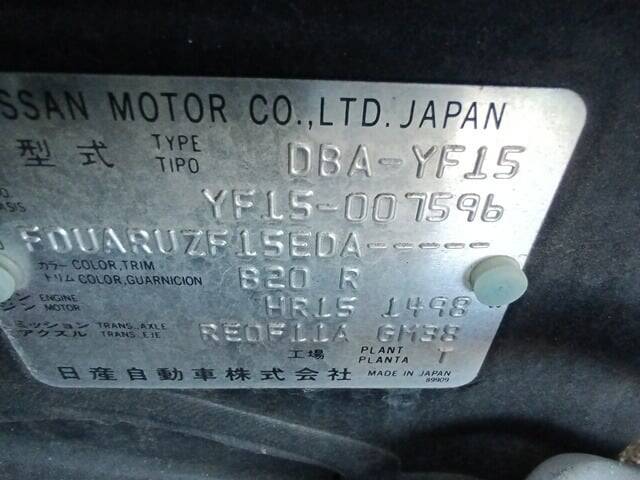 SSAN MOTOR CO.,LTD. JAPAN
型式 TYPE TIPO DBA-YF15
YF15-007596
FDUARUZF15EDA-----
カラー COLOR,TRIM
トリム COLOR,GUARNICION B20 R
ENGINE
MOTOR HR15 1498
ミッション TRANS.,AXLE
アクスル TRANS.,EJE RE0F11A GM38
工場 PLANT PLANTA T
日産自動車株式会社 MADE IN JAPAN
89909